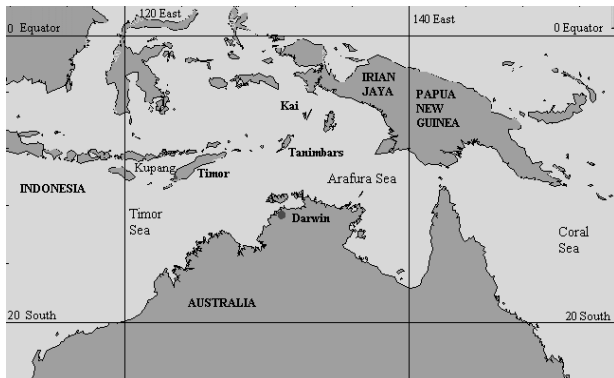 120 East
140 East
0 Equator
0 Equator
IRIAN
JAYA
PAPUA
NEW
GUINEA
Kai
Tanimbars
Kupang
Timor
Arafura Sea
INDONESIA
Timor
Sea
Darwin
Coral
Sea
AUSTRALIA
20 South
20 South